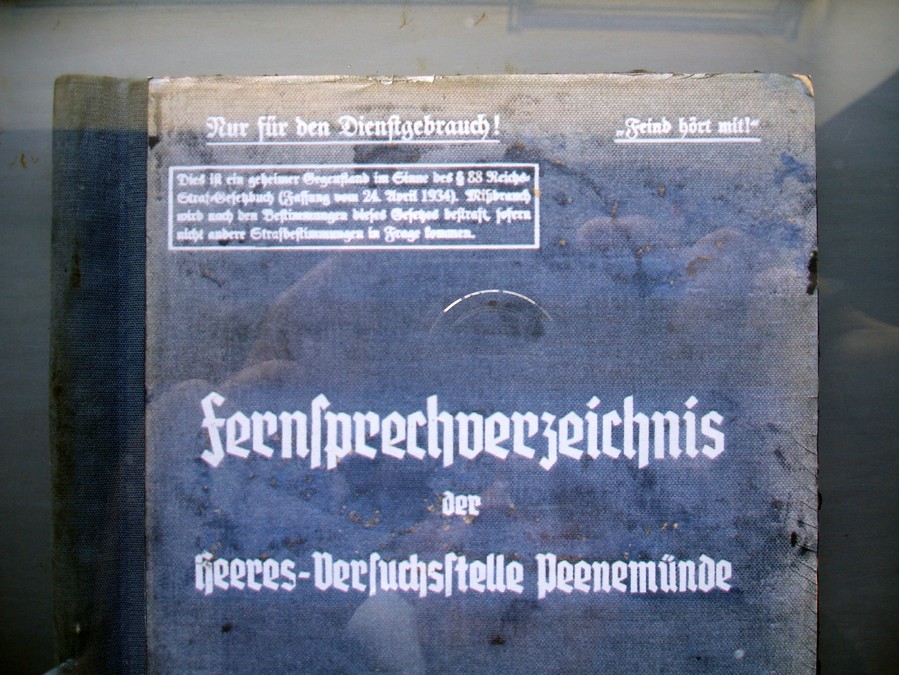 Nur für den Dienstgebrauch!
„Feind hört mit!“
Dies ist ein geheimer Gegenstand im Sinne des § 88 Reichs-
Straf-Gesetzbuch (Fassung vom 24. April 1934). Mißbrauch
wird nach den Bestimmungen dieses Gesetzes bestraft, sofern
nicht andere Strafbestimmungen in Frage kommen.
Fernsprechverzeichnis
der
Heeres-Versuchsstelle Peenemünde